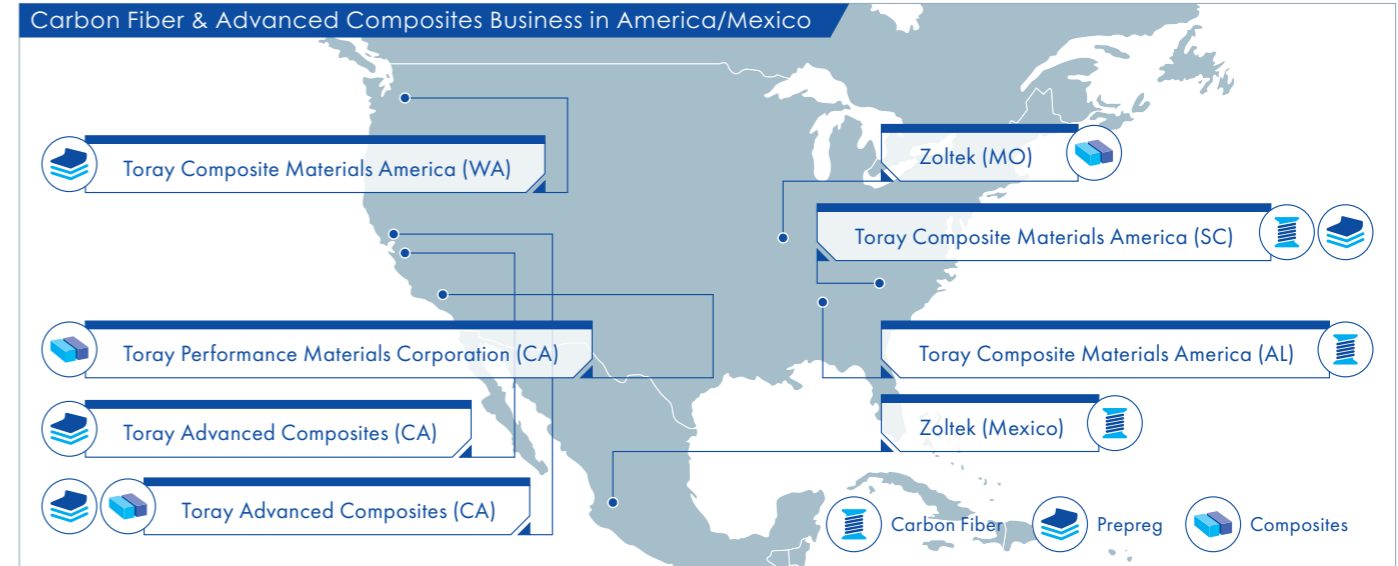 Carbon Fiber & Advanced Composites Business in America/Mexico
Toray Composite Materials America (WA)
Toray Performance Materials Corporation (CA)
Toray Advanced Composites (CA)
Toray Advanced Composites (CA)
Zoltek (MO)
Toray Composite Materials America (SC)
Toray Composite Materials America (AL)
Zoltek (Mexico)
Carbon Fiber
Prepreg
Composites